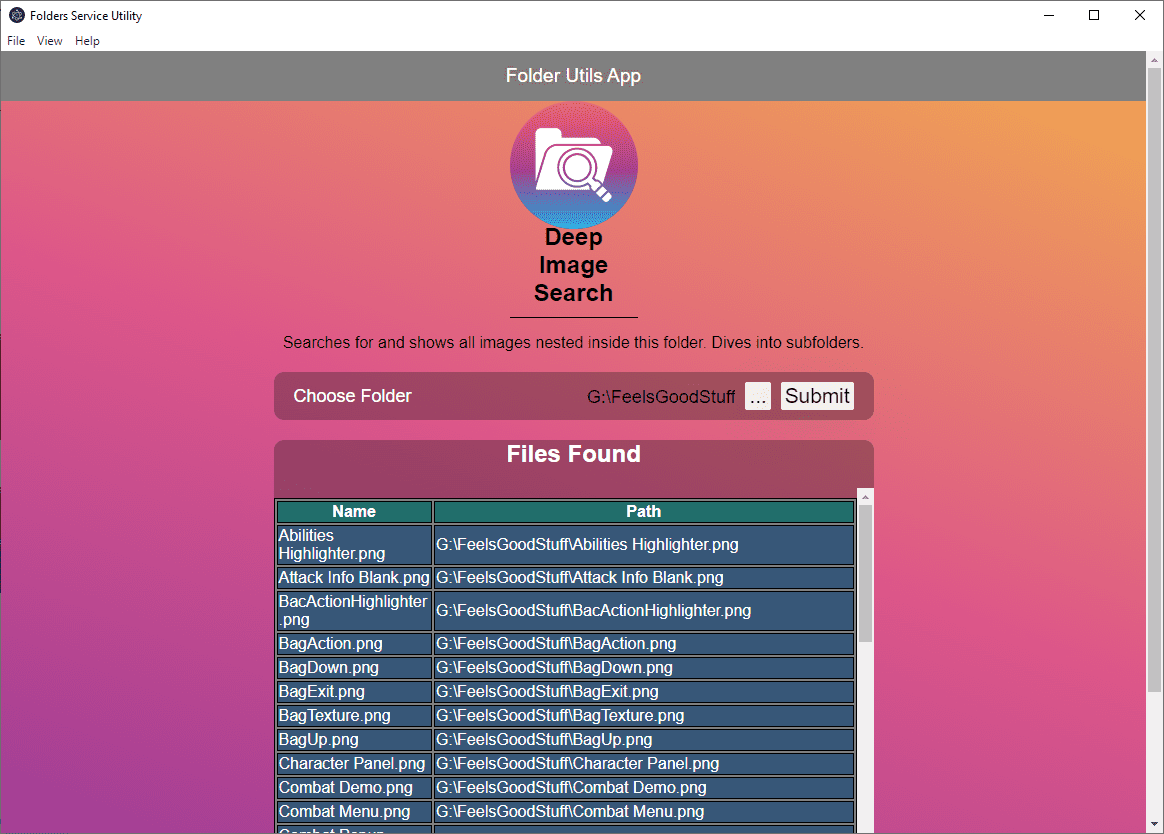 Folders Service Utility
File View Help
Folder Utils App
Deep
Image
Search
Searches for and shows all images nested inside this folder. Dives into subfolders.
Choose Folder G:\FeelsGoodStuff ... Submit
Files Found
Name Path
Abilities
Highlighter.png G:\FeelsGoodStuff\Abilities Highlighter.png
Attack Info Blank.png G:\FeelsGoodStuff\Attack Info Blank.png
BacActionHighlighter
.png G:\FeelsGoodStuff\BacActionHighlighter.png
BagAction.png G:\FeelsGoodStuff\BagAction.png
BagDown.png G:\FeelsGoodStuff\BagDown.png
BagExit.png G:\FeelsGoodStuff\BagExit.png
BagTexture.png G:\FeelsGoodStuff\BagTexture.png
BagUp.png G:\FeelsGoodStuff\BagUp.png
Character Panel.png G:\FeelsGoodStuff\Character Panel.png
Combat Demo.png G:\FeelsGoodStuff\Combat Demo.png
Combat Menu.png G:\FeelsGoodStuff\Combat Menu.png